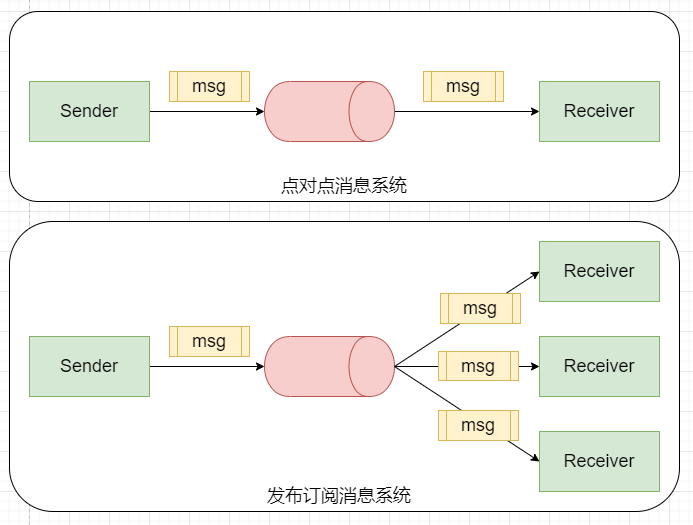 msg
msg
Sender
Receiver
点对点消息系统
Receiver
msg
msg
Sender
msg
Receiver
msg
Receiver
发布订阅消息系统